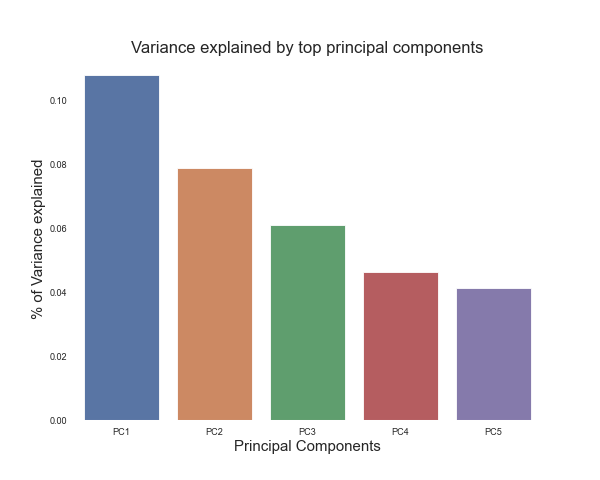 Variance explained by top principal components
% of Variance explained
0.10
0.08
0.06
0.04
0.02
0.00
PC1 PC2 PC3 PC4 PC5
Principal Components